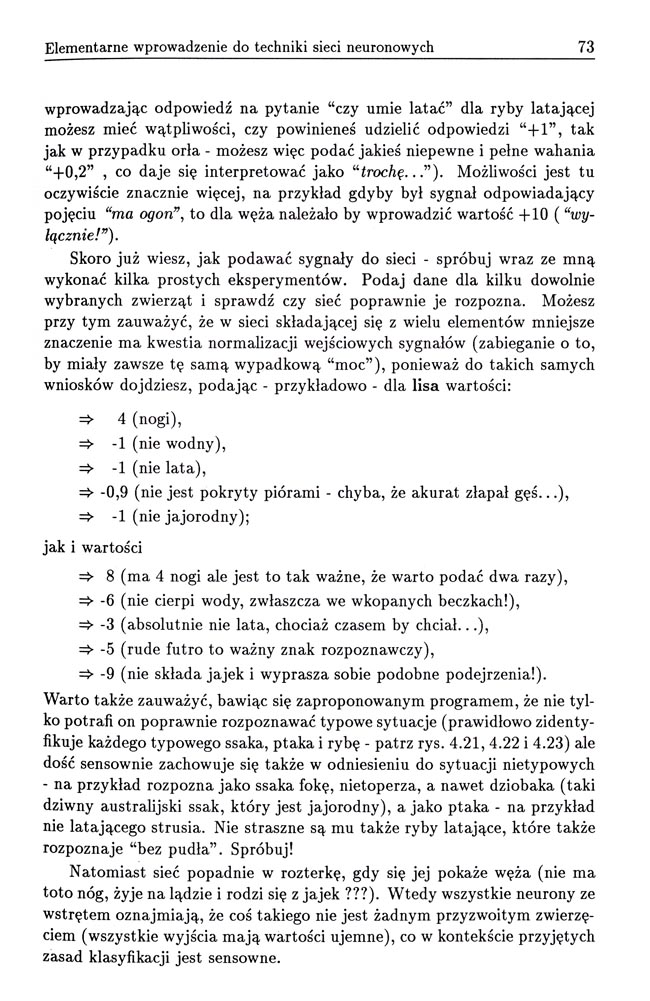 Elementarne wprowadzenie do techniki sieci neuronowych 73
wprowadzając odpowiedź na pytanie “czy umie latać” dla ryby latającej
możesz mieć wątpliwości, czy powinieneś udzielić odpowiedzi “+1”, tak
jak w przypadku orła - możesz więc podać jakieś niepewne i pełne wahania
“+0,2” , co daje się interpretować jako “trochę...”). Możliwości jest tu
oczywiście znacznie więcej, na przykład gdyby był sygnał odpowiadający
pojęciu “ma ogon”, to dla węża należało by wprowadzić wartość +10 ( “wy-
łącznie!”).
Skoro już wiesz, jak podawać sygnały do sieci - spróbuj wraz ze mną
wykonać kilka prostych eksperymentów. Podaj dane dla kilku dowolnie
wybranych zwierząt i sprawdź czy sieć poprawnie je rozpozna. Możesz
przy tym zauważyć, że w sieci składającej się z wielu elementów mniejsze
znaczenie ma kwestia normalizacji wejściowych sygnałów (zabieganie o to,
by miały zawsze tę samą wypadkową “moc”), ponieważ do takich samych
wniosków dojdziesz, podając - przykładowo - dla lisa wartości:
⇒ 4 (nogi),
⇒ -1 (nie wodny),
⇒ -1 (nie lata),
⇒ -0,9 (nie jest pokryty piórami - chyba, że akurat złapał gęś...),
⇒ -1 (nie jajorodny);
jak i wartości
⇒ 8 (ma 4 nogi ale jest to tak ważne, że warto podać dwa razy),
⇒ -6 (nie cierpi wody, zwłaszcza we wkopanych beczkach!),
⇒ -3 (absolutnie nie lata, chociaż czasem by chciał...),
⇒ -5 (rude futro to ważny znak rozpoznawczy),
⇒ -9 (nie składa jajek i wyprasza sobie podobne podejrzenia!).
Warto także zauważyć, bawiąc się zaproponowanym programem, że nie tyl-
ko potrafi on poprawnie rozpoznawać typowe sytuacje (prawidłowo zidenty-
fikuje każdego typowego ssaka, ptaka i rybę - patrz rys. 4.21, 4.22 i 4.23) ale
dość sensownie zachowuje się także w odniesieniu do sytuacji nietypowych
- na przykład rozpozna jako ssaka fokę, nietoperza, a nawet dziobaka (taki
dziwny australijski ssak, który jest jajorodny), a jako ptaka - na przykład
nie latającego strusia. Nie straszne są mu także ryby latające, które także
rozpoznaje “bez pudła”. Spróbuj!
Natomiast sieć popadnie w rozterkę, gdy się jej pokaże węża (nie ma
toto nóg, żyje na lądzie i rodzi się z jajek ???). Wtedy wszystkie neurony ze
wstrętem oznajmiają, że coś takiego nie jest żadnym przyzwoitym zwierzę-
ciem (wszystkie wyjścia mają wartości ujemne), co w kontekście przyjętych
zasad klasyfikacji jest sensowne.